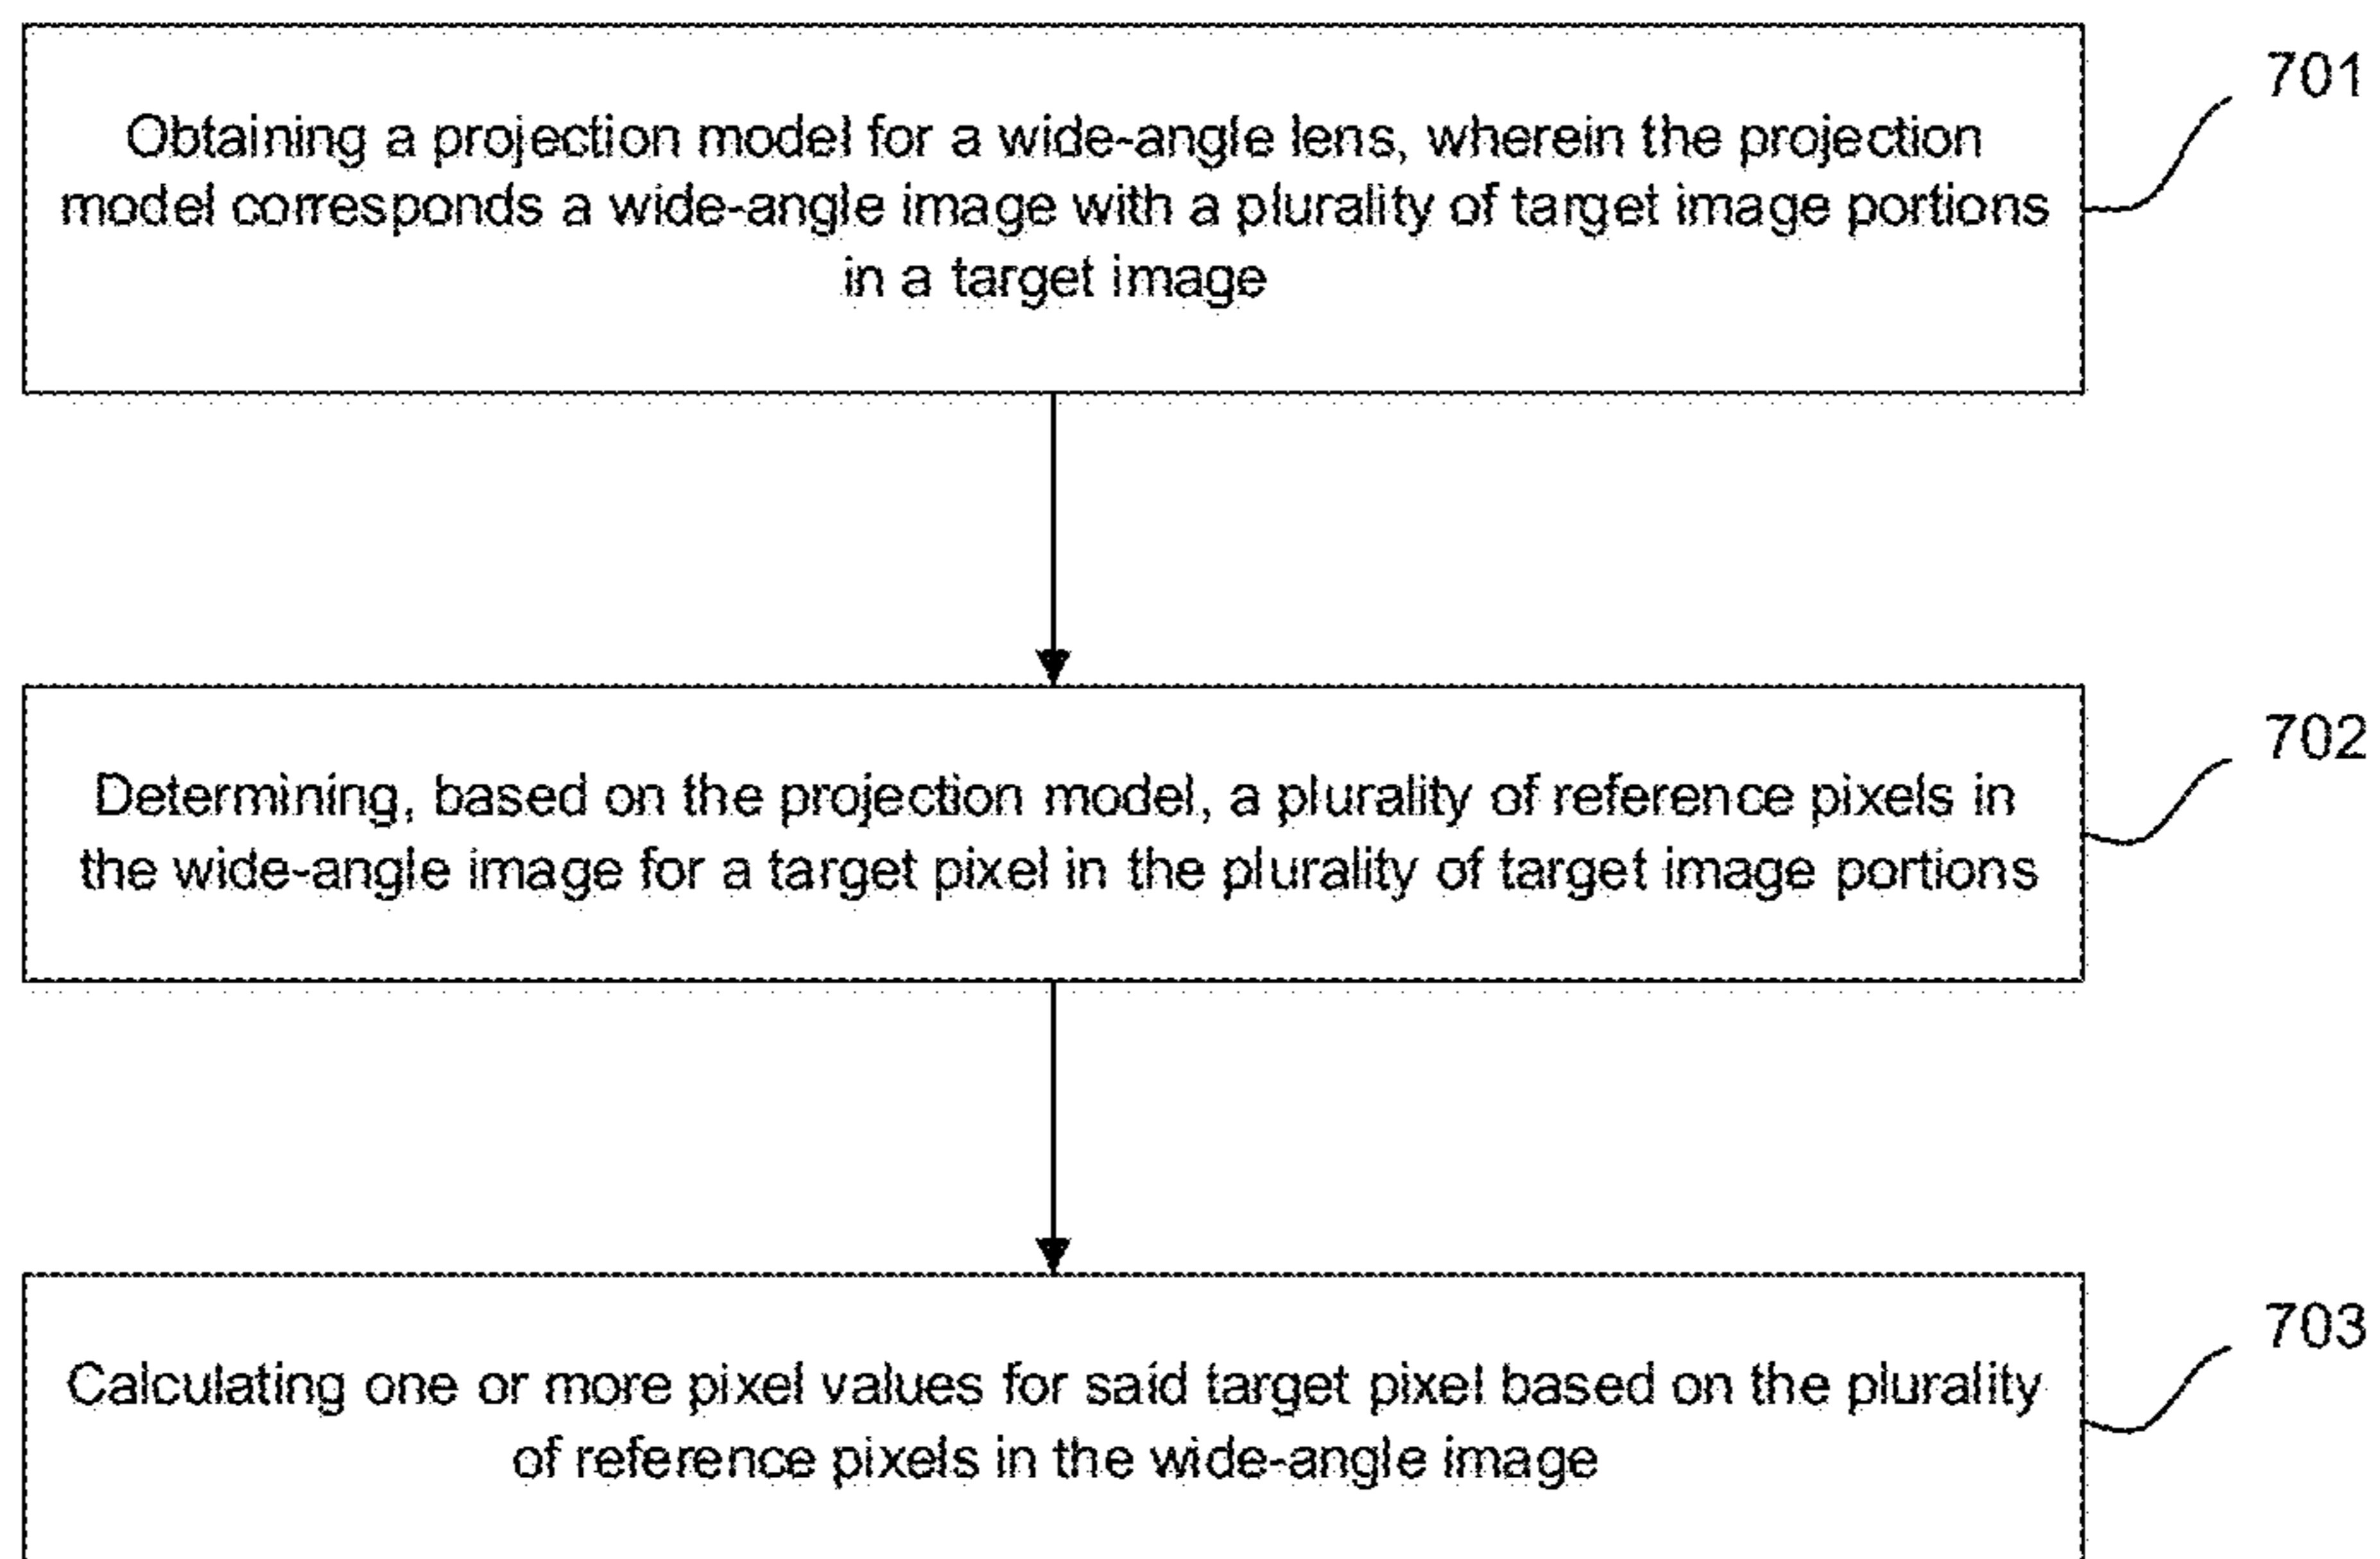 701
Obtaining a projection model for a wide-angle lens, wherein the projection
model corresponds a wide-angle image with a plurality of target image portions
in a target image
702
Determining, based on the projection model, a plurality of reference pixels in
the wide-angle image for a target pixel in the plurality of target image portions
703
Calculating one or more pixel values for said target pixel based on the plurality
of reference pixels in the wide-angle image